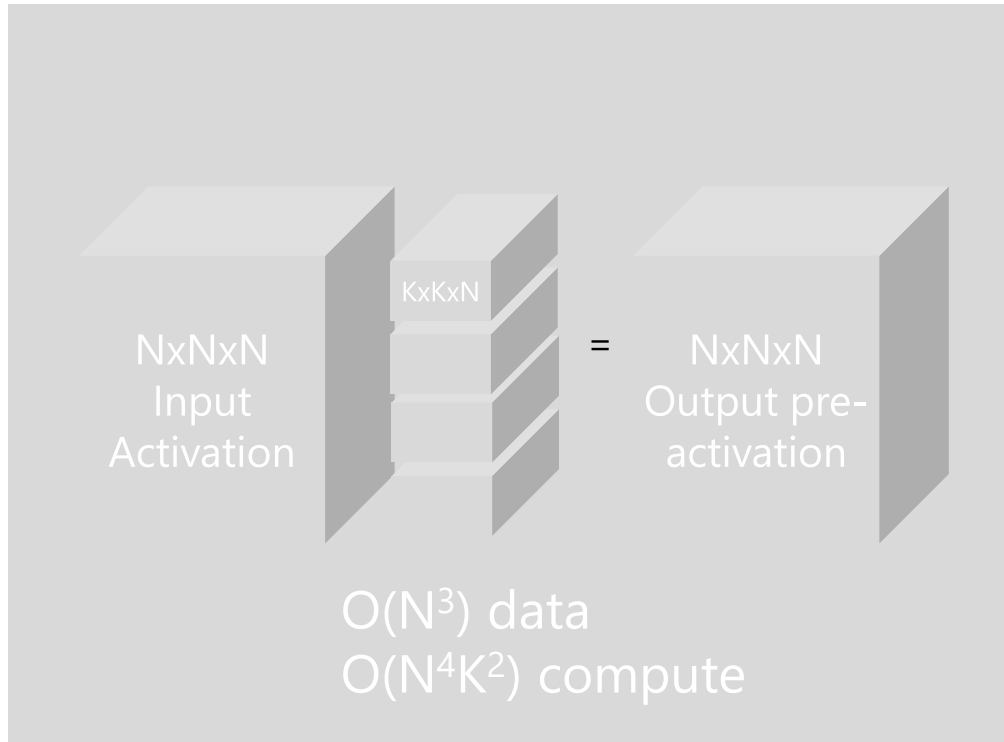 KxKxN
NxNxN
Input
Activation
=
NxNxN
Output pre-
activation
O(N³) data
O(N⁴K²) compute